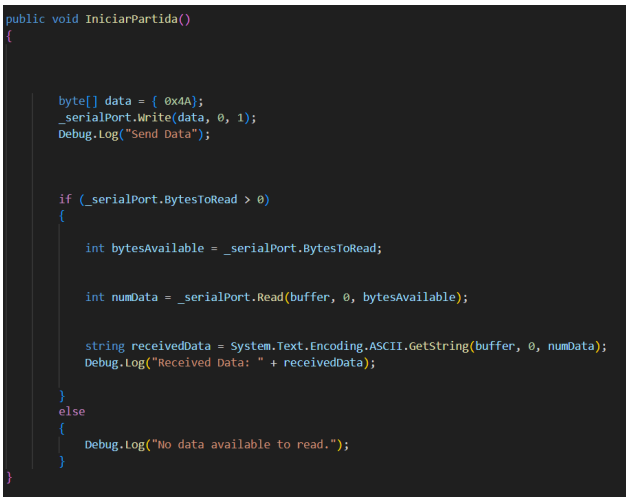 public void IniciarPartida()
{
byte[] data = { 0x4A};
_serialPort.Write(data, 0, 1);
Debug.Log("Send Data");
if (_serialPort.BytesToRead > 0)
{
int bytesAvailable = _serialPort.BytesToRead;
int numData = _serialPort.Read(buffer, 0, bytesAvailable);
string receivedData = System.Text.Encoding.ASCII.GetString(buffer, 0, numData);
Debug.Log("Received Data: " + receivedData);
}
else
{
Debug.Log("No data available to read.");
}
}